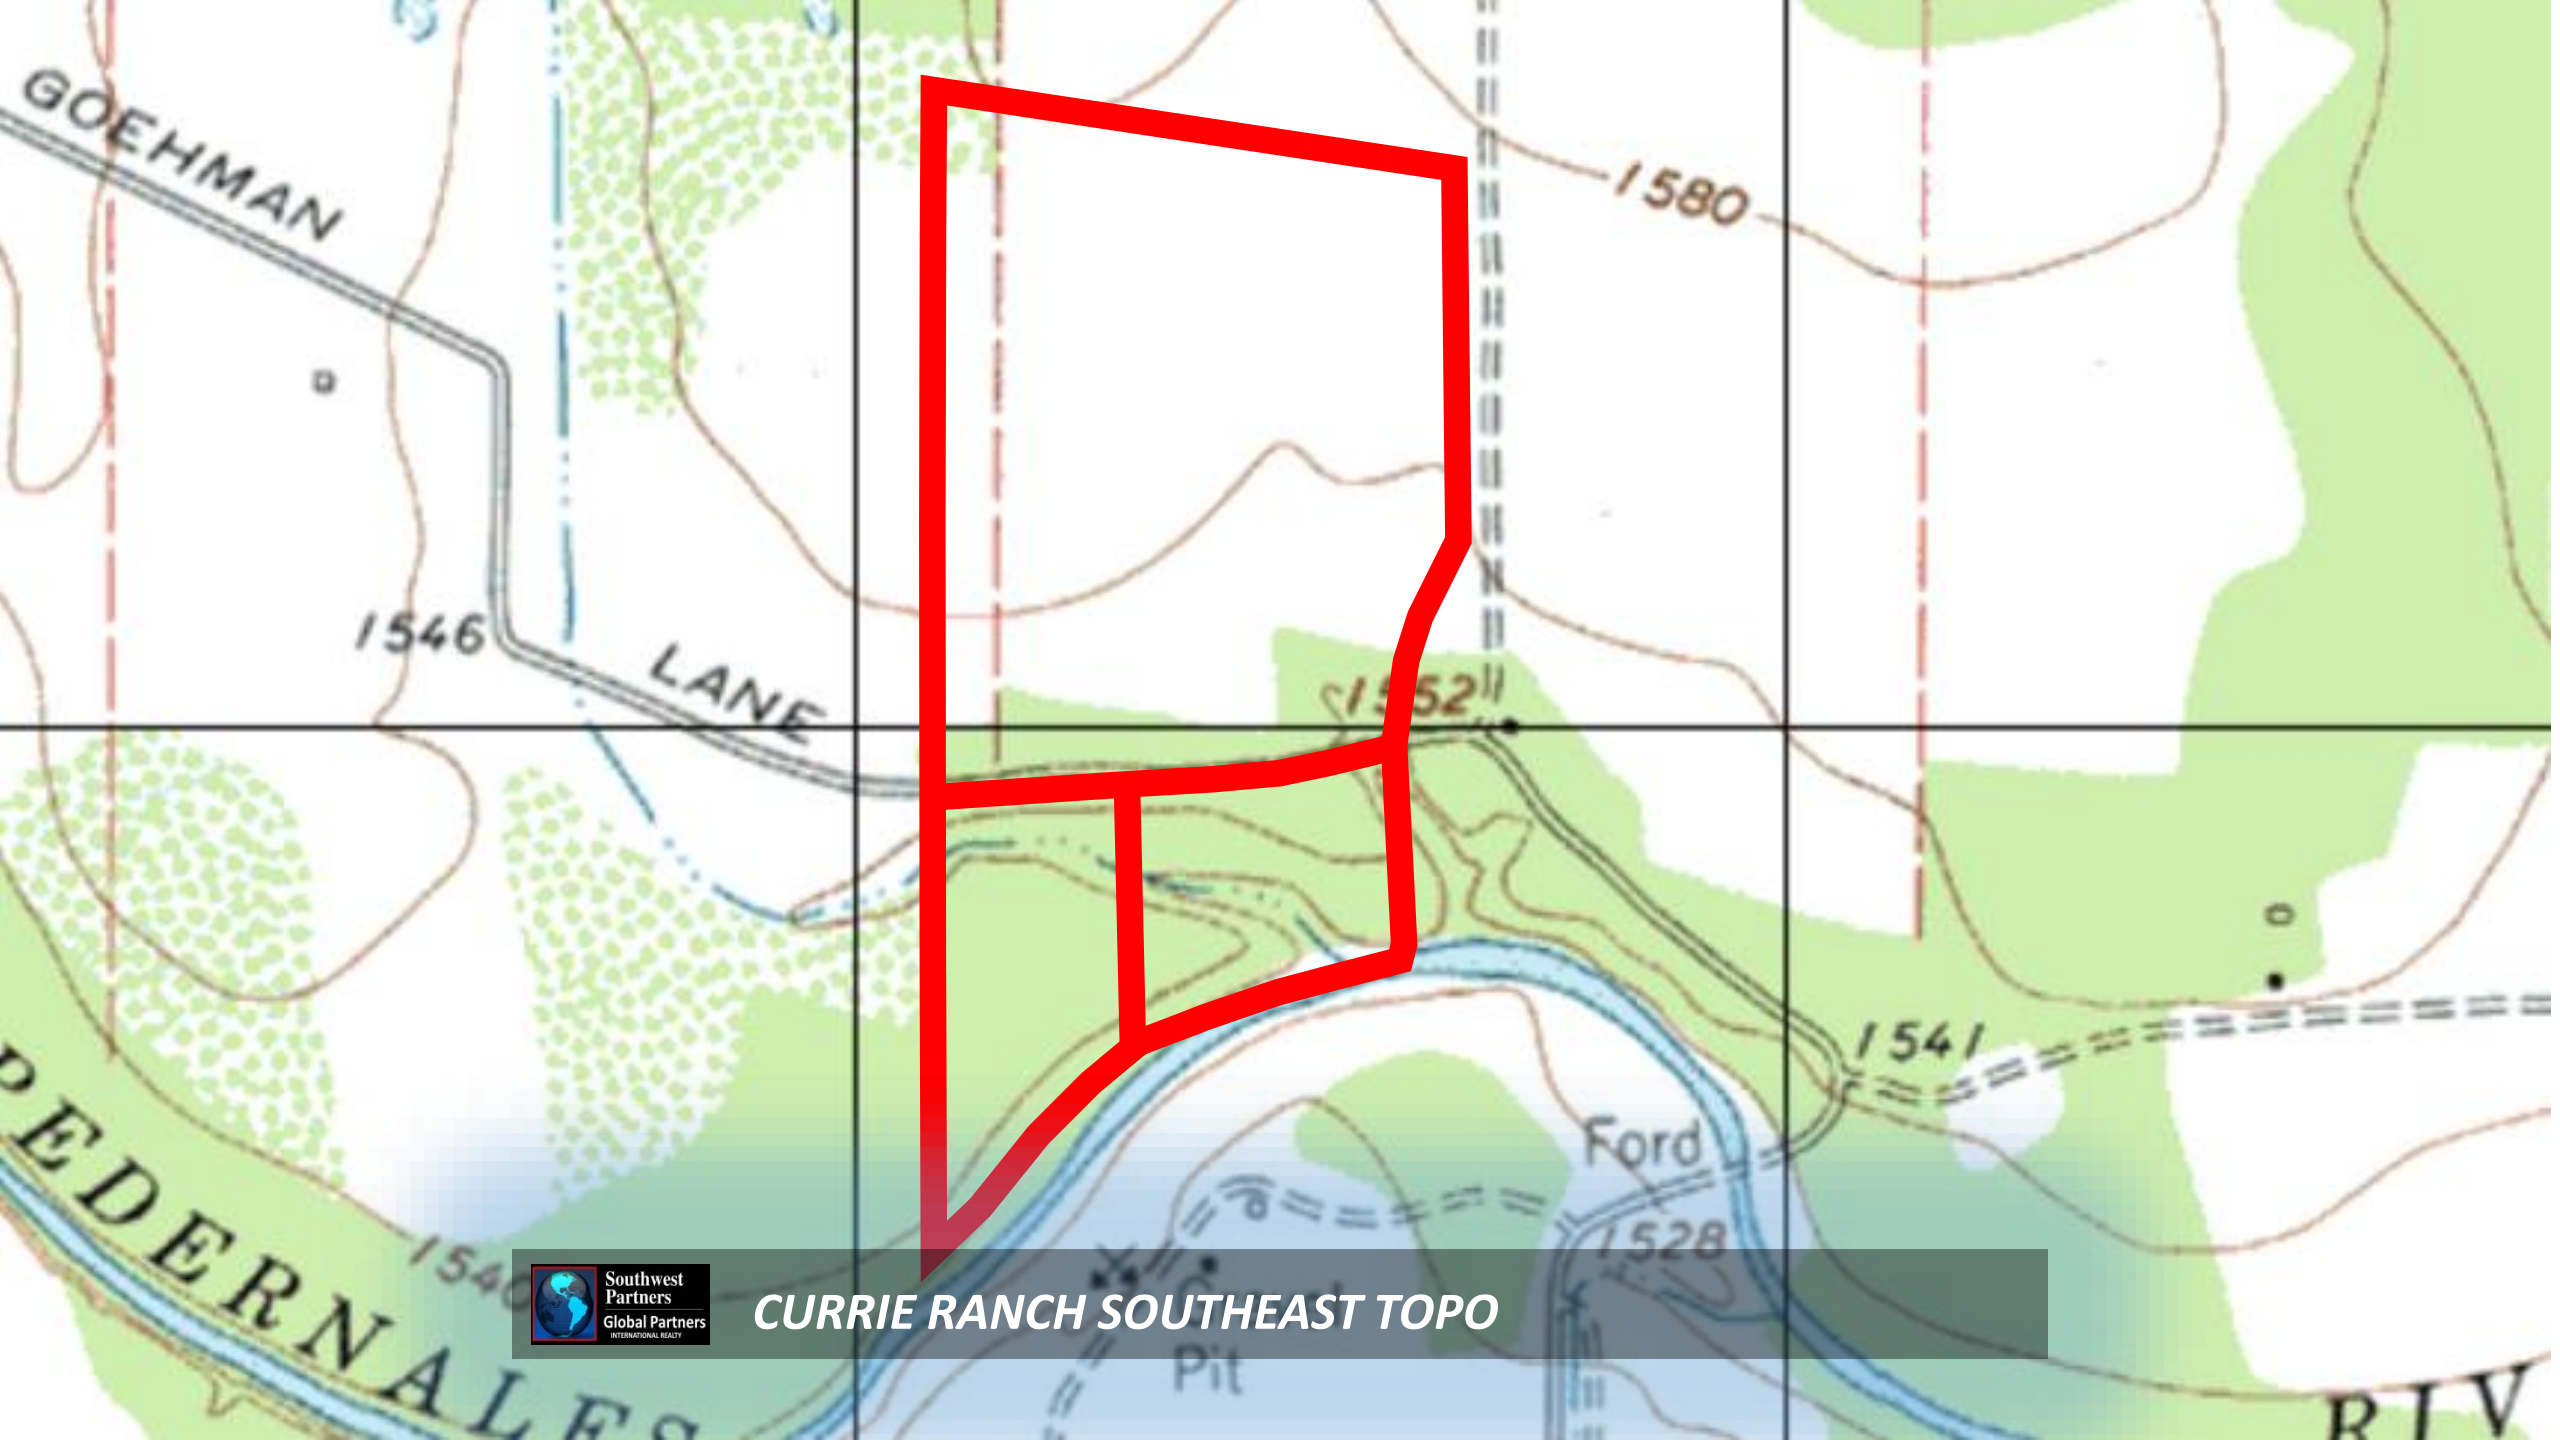 GOEHMAN
1580
1546
LANE
1552
1541
Ford
1528
PEDERNALES
1540
Southwest
Partners
Global Partners
INTERNATIONAL REALTY
CURRIE RANCH SOUTHEAST TOPO
Pit
RIV